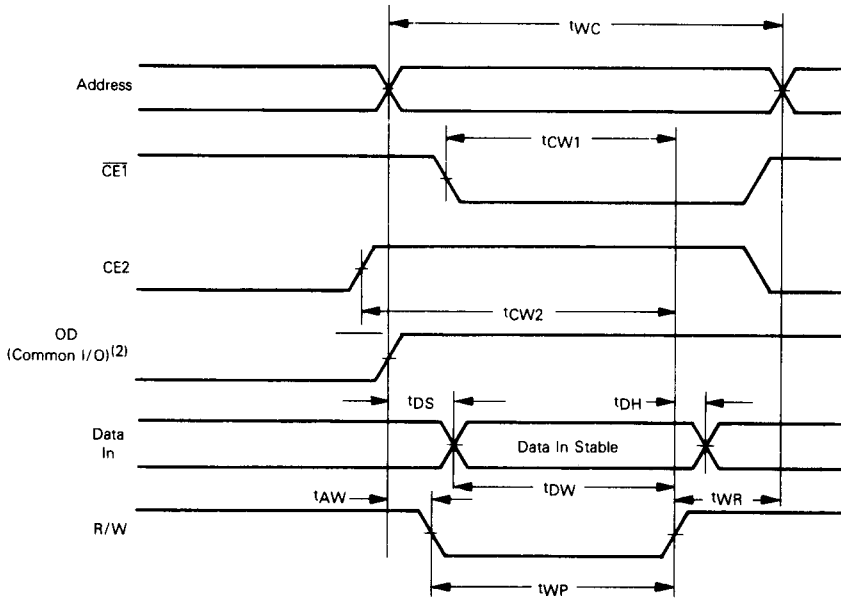 tWC
Address
tCW1
CE1
CE2
tCW2
OD
(Common I/O)(2)
tDS
tDH
Data
In
Data In Stable
tDW
tAW
tWR
R/W
tWP